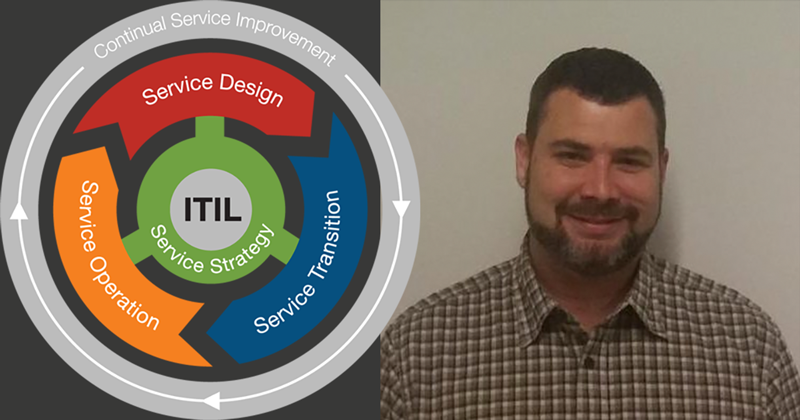 Continual Service Improvement
Service Design
ITIL
Service Strategy
Service Transition
Service Operation